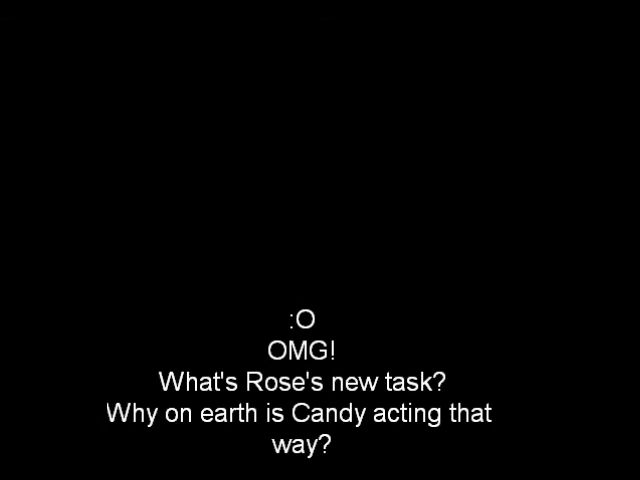 :O
OMG!
What's Rose's new task?
Why on earth is Candy acting that
way?